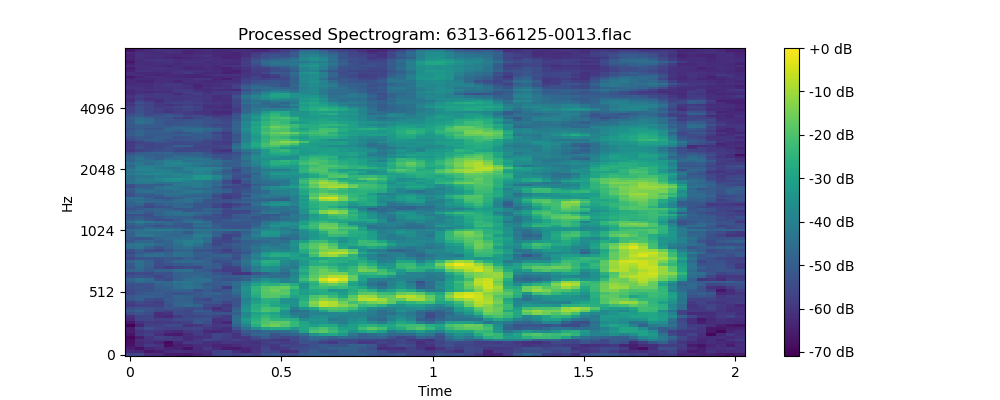 Processed Spectrogram: 6313-66125-0013.flac
+0 dB
-10 dB
-20 dB
-30 dB
-40 dB
-50 dB
-60 dB
-70 dB
4096
2048
1024
512
0
Hz
0 0.5 1 1.5 2
Time